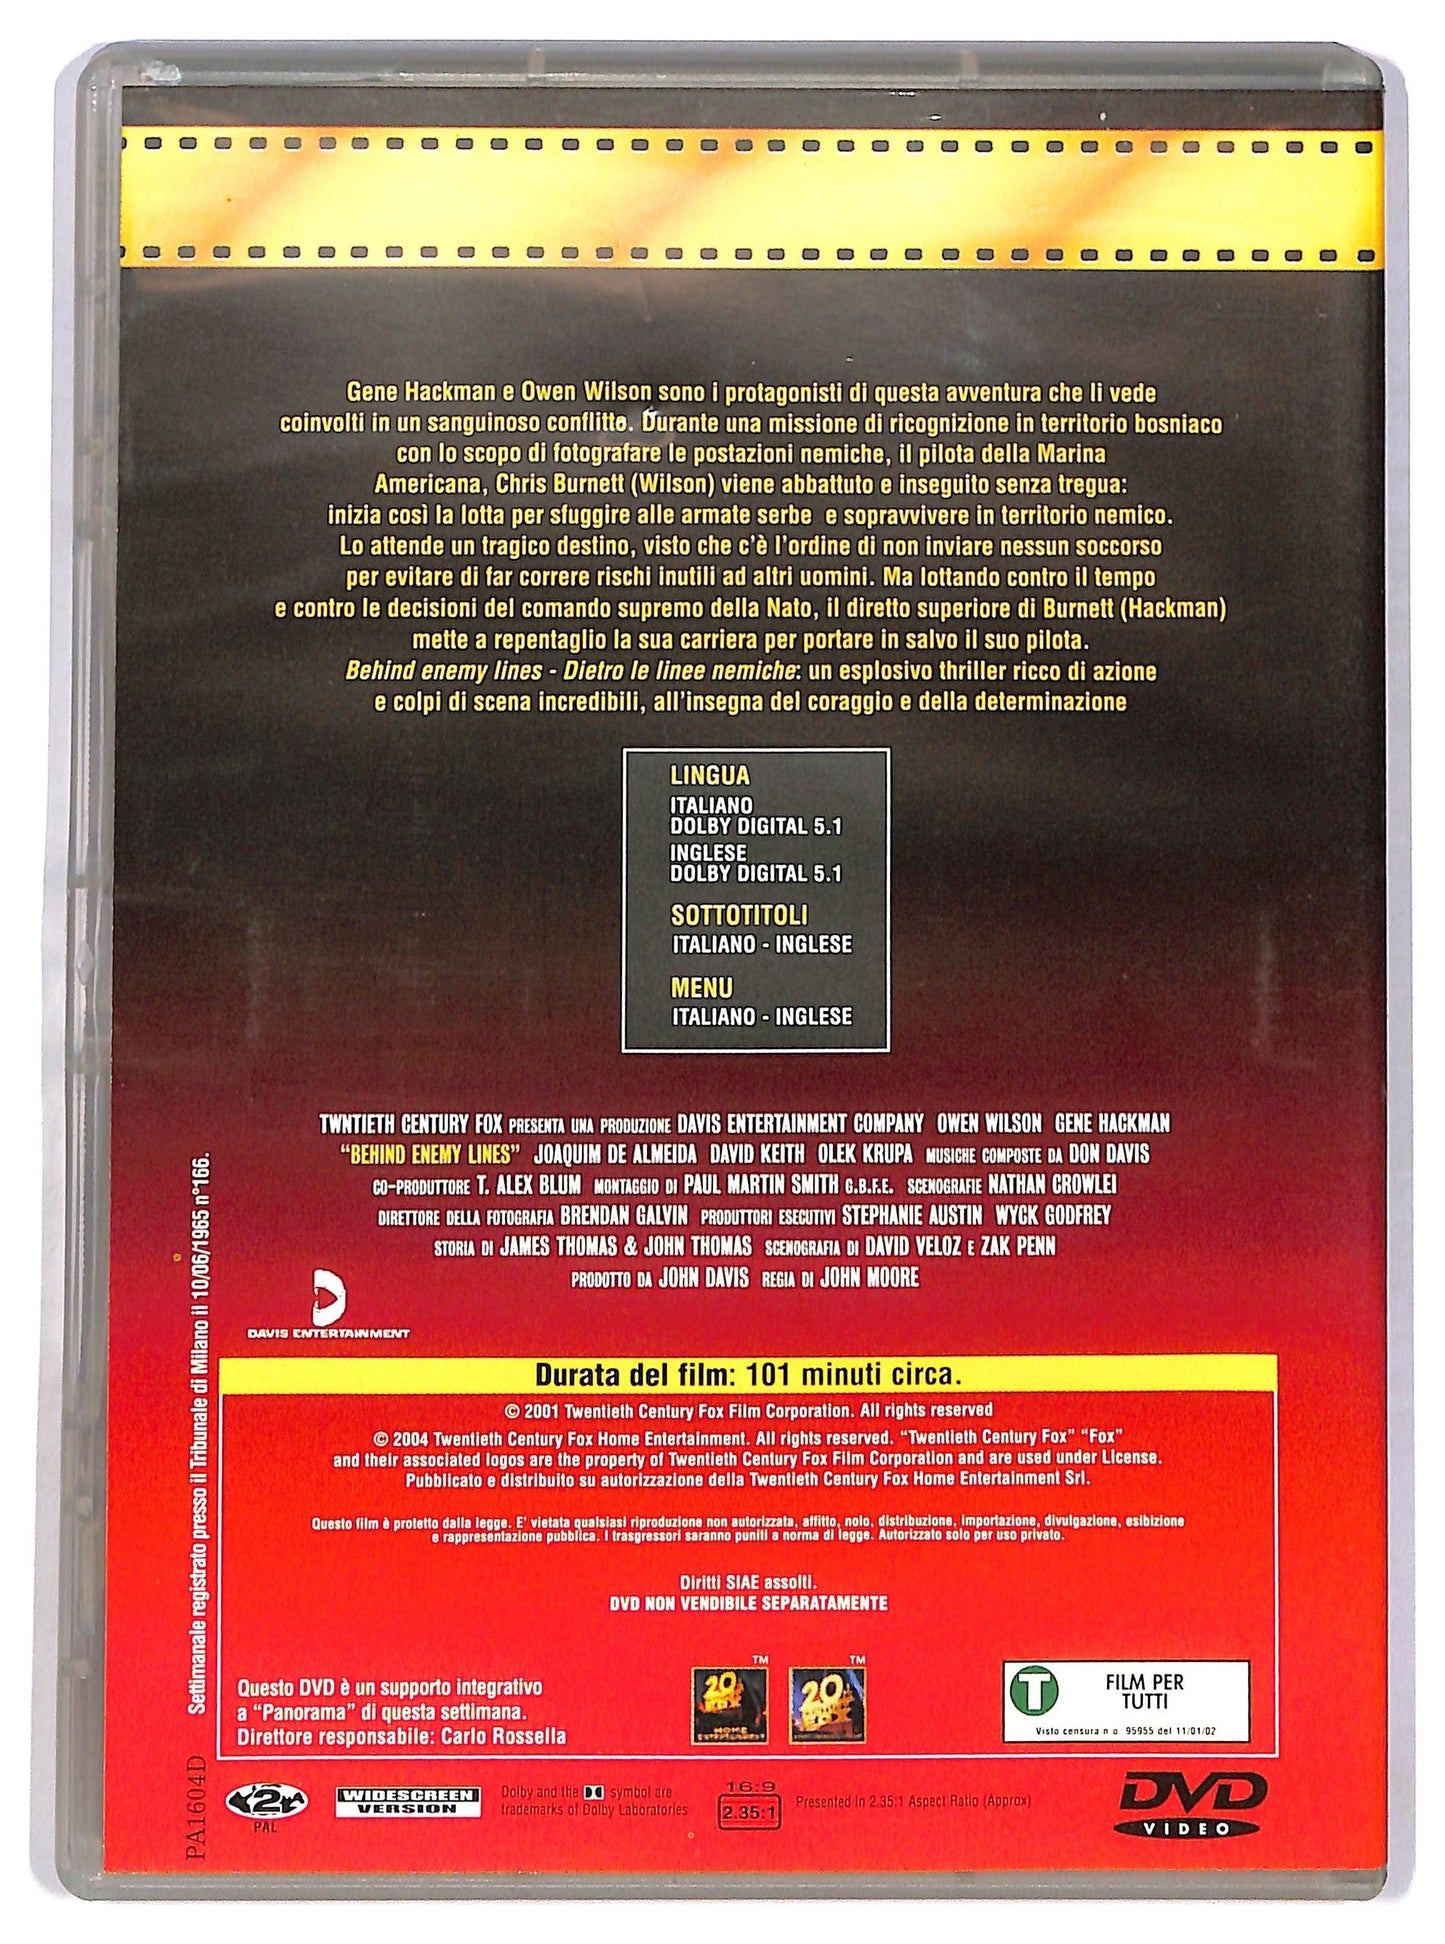 Gene Hackman e Owen Wilson sono i protagonisti di questa avventura che li vede
coinvolti in un sanguinoso conflitto. Durante una missione di ricognizione in territorio bosniaco
con lo scopo di fotografare le postazioni nemiche, il pilota della Marina
Americana, Chris Burnett (Wilson) viene abbattuto e inseguito senza tregua:
inizia così la lotta per sfuggire alle armate serbe e sopravvivere in territorio nemico.
Lo attende un tragico destino, visto che c'è l'ordine di non inviare nessun soccorso
per evitare di far correre rischi inutili ad altri uomini. Ma lottando contro il tempo
e contro le decisioni del comando supremo della Nato, il diretto superiore di Burnett (Hackman)
mette a repentaglio la sua carriera per portare in salvo il suo pilota.
Behind enemy lines - Dietro le linee nemiche: un esplosivo thriller ricco di azione
e colpi di scena incredibili, all'insegna del coraggio e della determinazione
LINGUA
ITALIANO
DOLBY DIGITAL 5.1
INGLESE
DOLBY DIGITAL 5.1
SOTTOTITOLI
ITALIANO - INGLESE
MENU
ITALIANO - INGLESE
TWNTIETH CENTURY FOX PRESENTA UNA PRODUZIONE DAVIS ENTERTAINMENT COMPANY OWEN WILSON GENE HACKMAN
"BEHIND ENEMY LINES" JOAQUIM DE ALMEIDA DAVID KEITH OLEK KRUPA MUSICHE COMPOSTE DA DON DAVIS
CO-PRODUTTORE T. ALEX BLUM MONTAGGIO DI PAUL MARTIN SMITH G.B.F.E. SCENOGRAFIE NATHAN CROWLEI
DIRETTORE DELLA FOTOGRAFIA BRENDAN GALVIN PRODUTTORI ESECUTIVI STEPHANIE AUSTIN WYCK GODFREY
STORIA DI JAMES THOMAS & JOHN THOMAS SCENOGRAFIA DI DAVID VELOZ E ZAK PENN
PRODOTTO DA JOHN DAVIS REGIA DI JOHN MOORE
DAVIS ENTERTAINMENT
Settimanale registrato presso il Tribunale di Milano il 10/06/1965 n°166.
Durata del film: 101 minuti circa.
© 2001 Twentieth Century Fox Film Corporation. All rights reserved
© 2004 Twentieth Century Fox Home Entertainment. All rights reserved. "Twentieth Century Fox" "Fox"
and their associated logos are the property of Twentieth Century Fox Film Corporation and are used under License.
Pubblicato e distribuito su autorizzazione della Twentieth Century Fox Home Entertainment Srl.
Questo film è protetto dalla legge. E' vietata qualsiasi riproduzione non autorizzata, affitto, nolo, distribuzione, importazione, divulgazione, esibizione
e rappresentazione pubblica. I trasgressori saranno puniti a norma di legge. Autorizzato solo per uso privato.
Diritti SIAE assolti.
DVD NON VENDIBILE SEPARATAMENTE
Questo DVD è un supporto integrativo
a "Panorama" di questa settimana.
Direttore responsabile: Carlo Rossella
TM
20
FOX
HOME
ENTERTAINMENT
TM
20
FOX
T
FILM PER
TUTTI
Visto censura n o 95955 del 11/01/02
PA1604D
2
PAL
WIDESCREEN
VERSION
Dolby and the symbol are
trademarks of Dolby Laboratories
16:9
2.35:1
Presented in 2.35:1 Aspect Ratio (Approx)
DVD
VIDEO